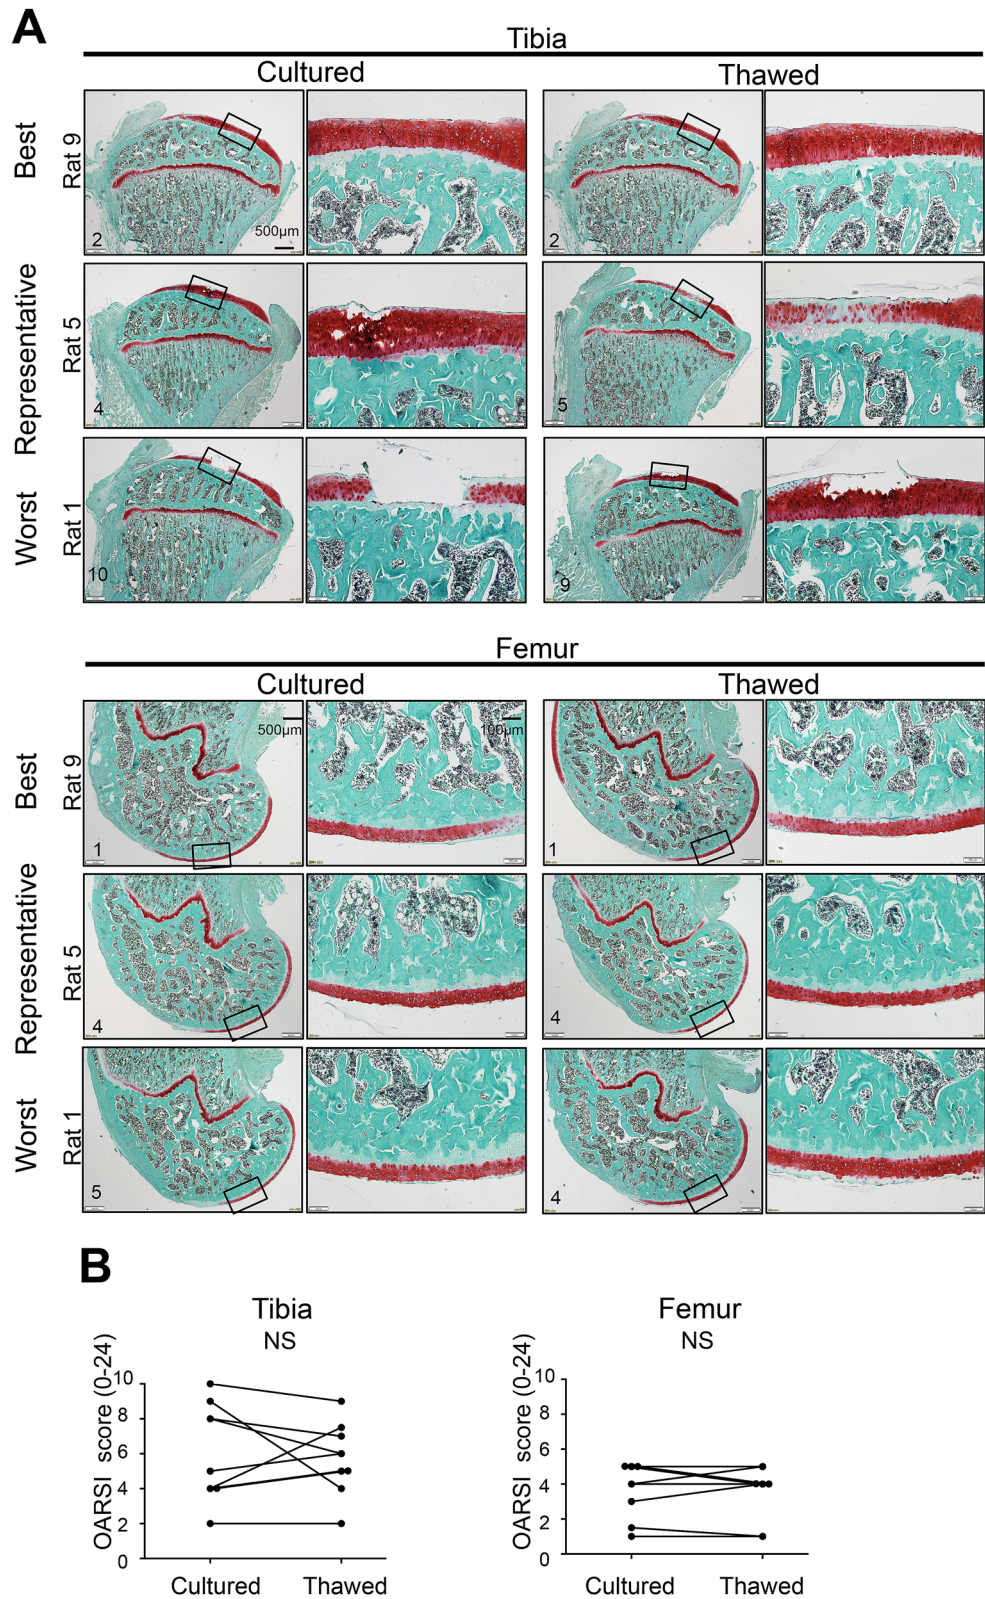 A
Tibia
Cultured
Thawed
Best
Rat 9
2
500μm
2
Representative
Rat 5
4
5
Worst
Rat 1
10
9
Femur
Cultured
Thawed
Best
Rat 9
500μm
100μm
1
1
Representative
Rat 5
4
4
Worst
Rat 1
5
4
B
Tibia
NS
OARSI score (0-24)
10
8
6
4
2
0
Cultured
Thawed
Femur
NS
OARSI score (0-24)
10
8
6
4
2
0
Cultured
Thawed